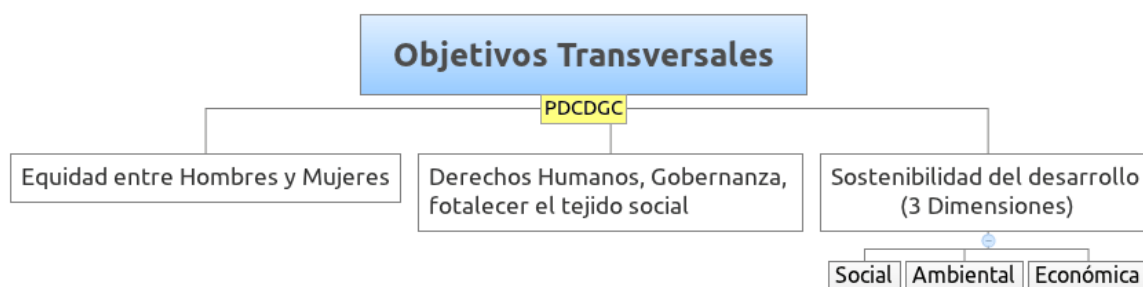 Objetivos Transversales
PDCDGC
Equidad entre Hombres y Mujeres
Derechos Humanos, Gobernanza,
fotalecer el tejido social
Sostenibilidad del desarrollo
(3 Dimensiones)
Social
Ambiental
Económica